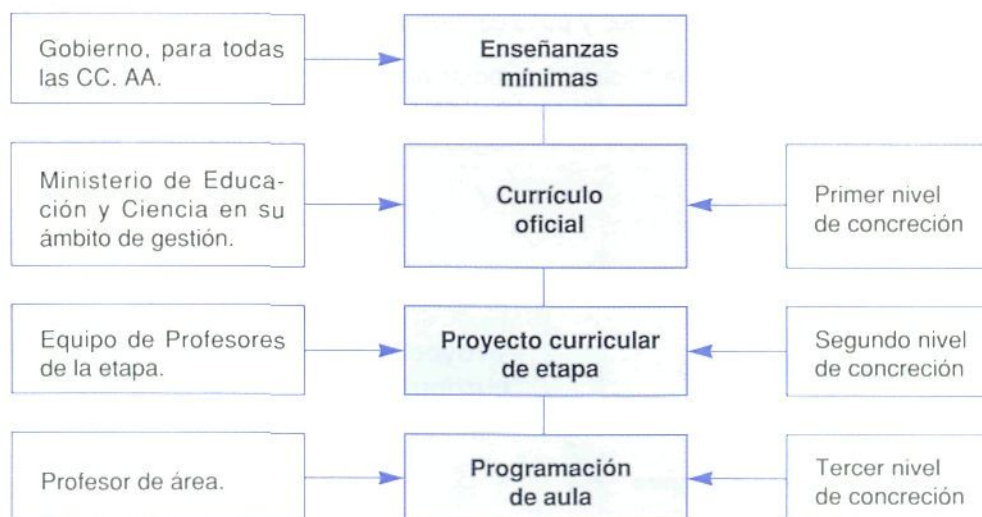 Gobierno, para todas
las CC. AA.
Enseñanzas
mínimas
Ministerio de Educa-
ción y Ciencia en su
ámbito de gestión.
Currículo
oficial
Primer nivel
de concreción
Equipo de Profesores
de la etapa.
Proyecto curricular
de etapa
Segundo nivel
de concreción
Profesor de área.
Programación
de aula
Tercer nivel
de concreción